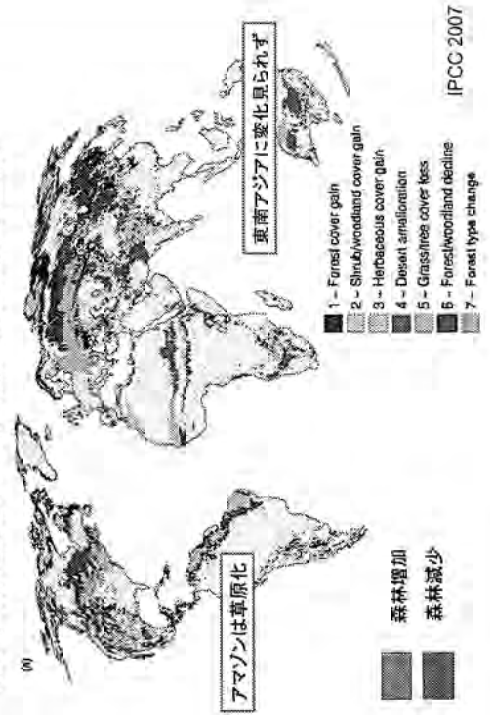 (a)
アマゾンは草原化
東南アジアに変化見られず
森林増加
森林減少
1 – Forest cover gain
2 – Shrub/woodland cover gain
3 – Herbaceous cover gain
4 – Desert amelioration
5 – Grass/tree cover loss
6 – Forest/woodland decline
7 – Forest type change
IPCC 2007